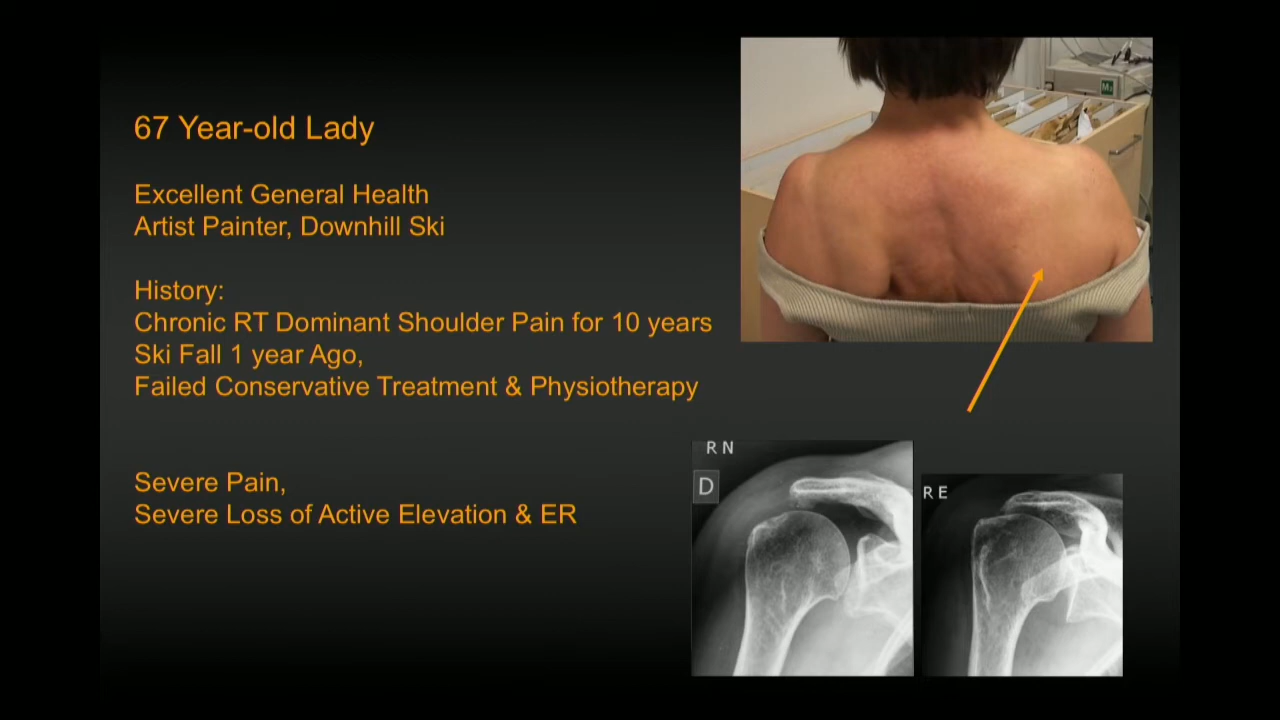 67 Year-old Lady
Excellent General Health
Artist Painter, Downhill Ski
History:
Chronic RT Dominant Shoulder Pain for 10 years
Ski Fall 1 year Ago,
Failed Conservative Treatment & Physiotherapy
Severe Pain,
Severe Loss of Active Elevation & ER
R N
D
R E